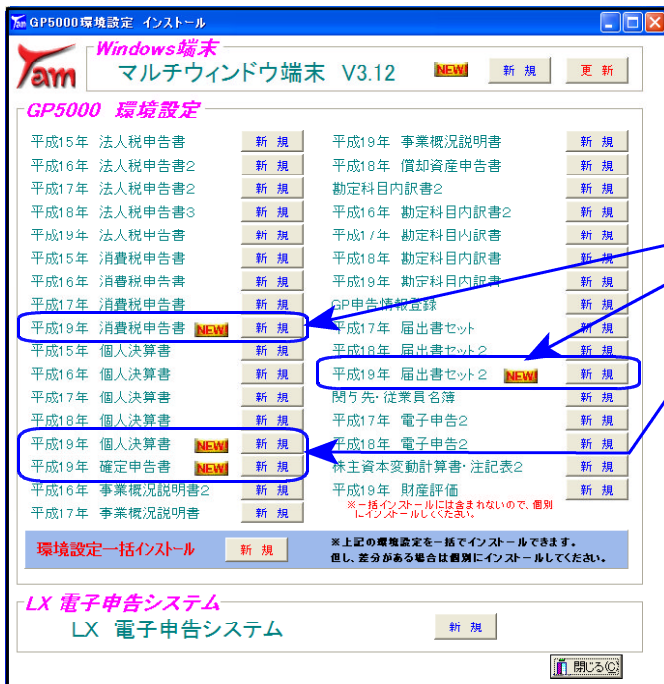 GP5000環境設定 インストール
Tam
Windows端末
マルチウィンドウ端末 V3.12 NEW! 新 規 更 新
GP5000 環境設定
平成15年 法人税申告書 新 規
平成16年 法人税申告書2 新 規
平成17年 法人税申告書2 新 規
平成18年 法人税申告書3 新 規
平成19年 法人税申告書 新 規
平成15年 消費税申告書 新 規
平成16年 消費税申告書 新 規
平成17年 消費税申告書 新 規
平成19年 消費税申告書 NEW! 新 規
平成15年 個人決算書 新 規
平成16年 個人決算書 新 規
平成17年 個人決算書 新 規
平成18年 個人決算書 新 規
平成19年 個人決算書 NEW! 新 規
平成19年 確定申告書 NEW! 新 規
平成16年 事業概況説明書2 新 規
平成17年 事業概況説明書 新 規
平成19年 事業概況説明書 新 規
平成18年 償却資産申告書 新 規
勘定科目内訳書2 新 規
平成16年 勘定科目内訳書2 新 規
平成17年 勘定科目内訳書 新 規
平成18年 勘定科目内訳書 新 規
平成19年 勘定科目内訳書 新 規
GP申告情報登録 新 規
平成17年 届出書セット 新 規
平成18年 届出書セット2 新 規
平成19年 届出書セット2 NEW! 新 規
関与先・従業員名簿 新 規
平成17年 電子申告2 新 規
平成18年 電子申告2 新 規
株主資本変動計算書・注記表2 新 規
平成19年 財産評価 新 規
※一括インストールには含まれないので、個別
にインストールしてください。
環境設定一括インストール 新 規
※上記の環境設定を一括でインストールできます。
但し、差分がある場合は個別にインストールしてください。
LX 電子申告システム
LX 電子申告システム 新 規
閉じる(C)